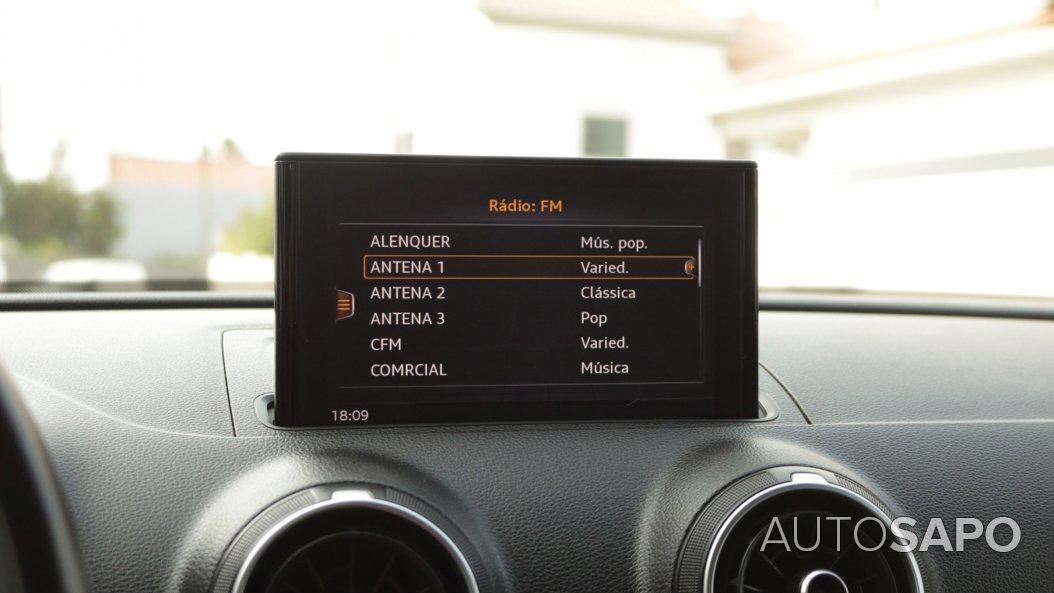 Rádio: FM
ALENQUER Mús. pop.
ANTENA 1 Varied.
ANTENA 2 Clássica
ANTENA 3 Pop
CFM Varied.
COMRCIAL Música
18:09
AUTOSAPO